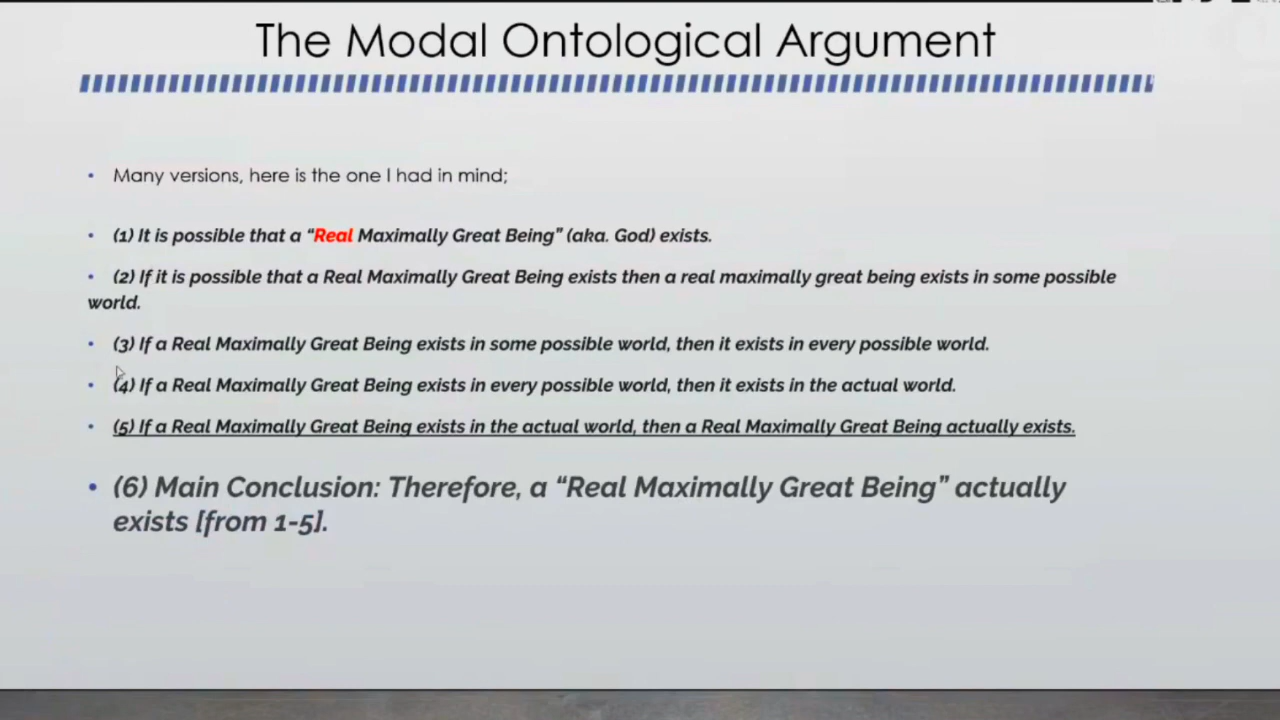 The Modal Ontological Argument
• Many versions, here is the one I had in mind;
• (1) It is possible that a “Real Maximally Great Being” (aka. God) exists.
• (2) If it is possible that a Real Maximally Great Being exists then a real maximally great being exists in some possible
world.
• (3) If a Real Maximally Great Being exists in some possible world, then it exists in every possible world.
• (4) If a Real Maximally Great Being exists in every possible world, then it exists in the actual world.
• (5) If a Real Maximally Great Being exists in the actual world, then a Real Maximally Great Being actually exists.
• (6) Main Conclusion: Therefore, a “Real Maximally Great Being” actually
exists [from 1-5].